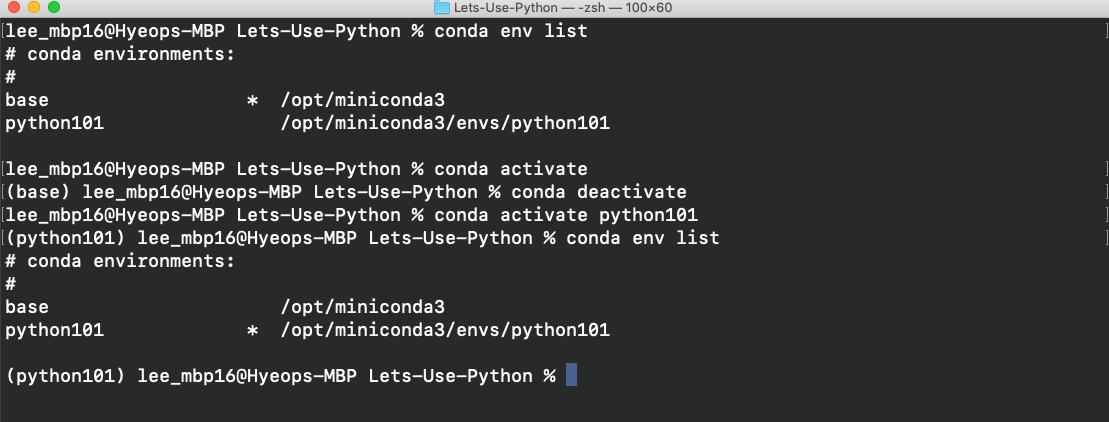 Lets-Use-Python — -zsh — 100×60
[lee_mbp16@Hyeops-MBP Lets-Use-Python % conda env list ]
# conda environments:
#
base                  *  /opt/miniconda3
python101                /opt/miniconda3/envs/python101
[lee_mbp16@Hyeops-MBP Lets-Use-Python % conda activate ]
[(base) lee_mbp16@Hyeops-MBP Lets-Use-Python % conda deactivate ]
[lee_mbp16@Hyeops-MBP Lets-Use-Python % conda activate python101 ]
[(python101) lee_mbp16@Hyeops-MBP Lets-Use-Python % conda env list ]
# conda environments:
#
base                     /opt/miniconda3
python101             *  /opt/miniconda3/envs/python101
(python101) lee_mbp16@Hyeops-MBP Lets-Use-Python %